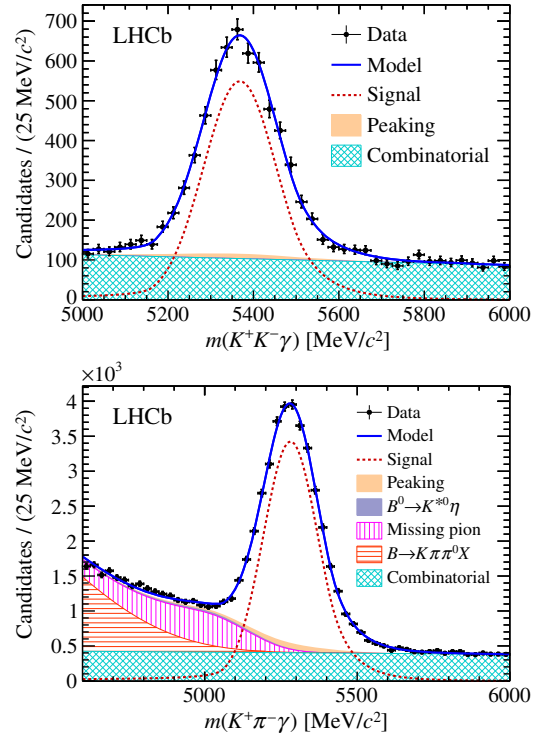 LHCb
Data
Model
Signal
Peaking
Combinatorial
Candidates / (25 MeV/c²)
700
600
500
400
300
200
100
0
5000 5200 5400 5600 5800 6000
m(K⁺K⁻γ) [MeV/c²]
×10³
LHCb
Data
Model
Signal
Peaking
B⁰→K*⁰η
Missing pion
B→Kππ⁰X
Combinatorial
Candidates / (25 MeV/c²)
4
3.5
3
2.5
2
1.5
1
0.5
0
5000 5500 6000
m(K⁺π⁻γ) [MeV/c²]